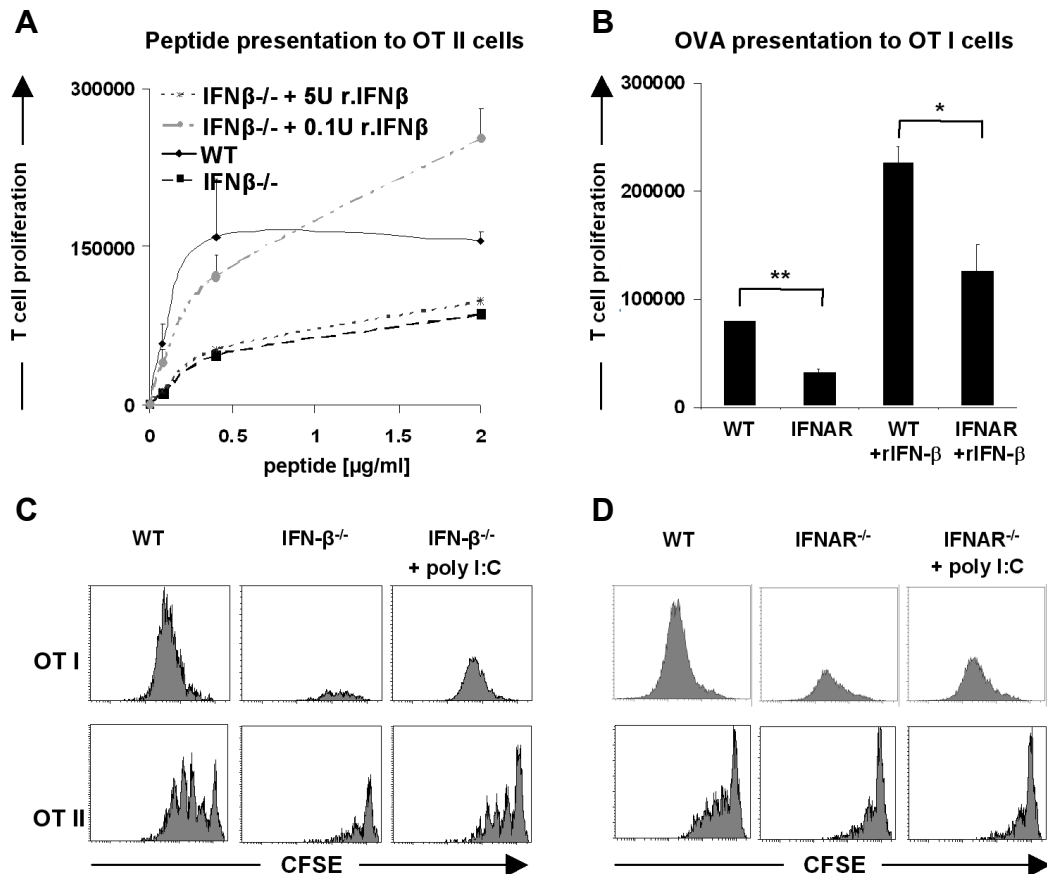 A
Peptide presentation to OT II cells
T cell proliferation
300000
150000
0
IFNβ-/- + 5U r.IFNβ
IFNβ-/- + 0.1U r.IFNβ
WT
IFNβ-/-
0 0.5 1 1.5 2
peptide [µg/ml]
B
OVA presentation to OT I cells
T cell proliferation
300000
200000
100000
0
**
*
WT IFNAR WT IFNAR
+rIFN-β +rIFN-β
C
WT IFN-β-/- IFN-β-/-
+ poly I:C
OT I
OT II
CFSE
D
WT IFNAR-/- IFNAR-/-
+ poly I:C
CFSE